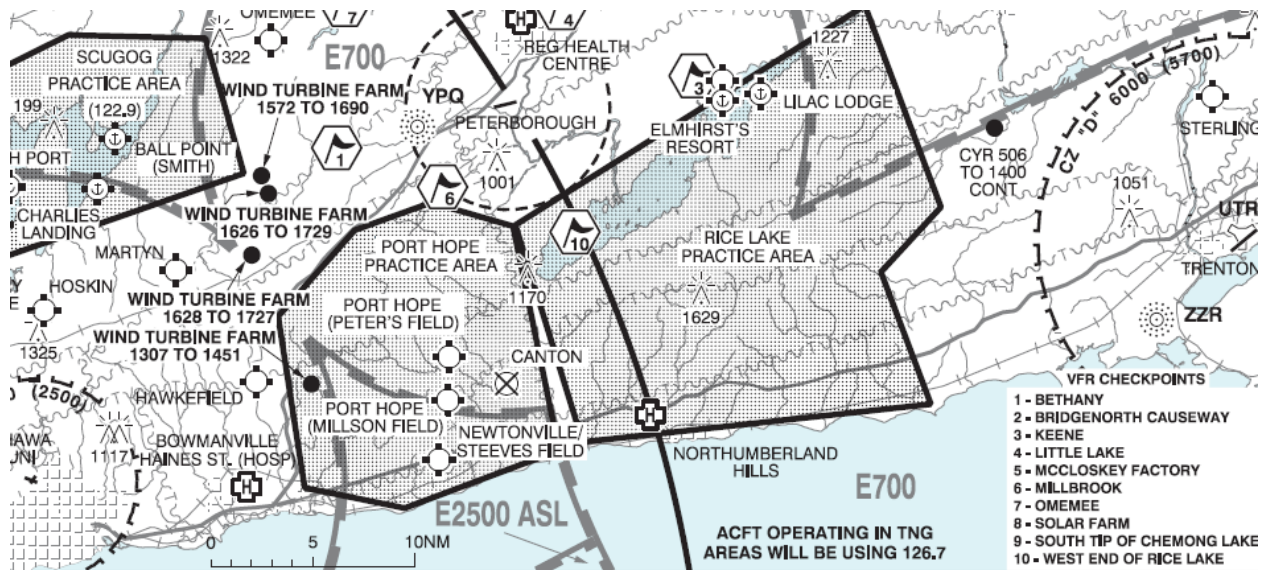 OMEMEE
7
4
SCUGOG
1322
E700
REG HEALTH
CENTRE
1227
6000 (5700)
PRACTICE AREA
(122.9)
WIND TURBINE FARM
1572 TO 1690
YPQ
3
LILAC LODGE
CZ "D"
199
PETERBOROUGH
ELMHIRST'S
RESORT
STERLING
H PORT
BALL POINT
(SMITH)
1
1001
CYR 506
TO 1400
CONT
1051
6
CHARLIES
LANDING
WIND TURBINE FARM
1626 TO 1729
10
UTR
MARTYN
PORT HOPE
PRACTICE AREA
RICE LAKE
PRACTICE AREA
TRENTON
HOSKIN
1170
1629
WIND TURBINE FARM
1628 TO 1727
PORT HOPE
(PETER'S FIELD)
ZZR
1325
WIND TURBINE FARM
1307 TO 1451
CANTON
(2500)
HAWKEFIELD
PORT HOPE
(MILLSON FIELD)
H
1117
BOWMANVILLE
HAINES ST. (HOSP)
NEWTONVILLE/
STEEVES FIELD
NORTHUMBERLAND
HILLS
H
E700
E2500 ASL
0 5 10NM
ACFT OPERATING IN TNG
AREAS WILL BE USING 126.7
VFR CHECKPOINTS
1 - BETHANY
2 - BRIDGENORTH CAUSEWAY
3 - KEENE
4 - LITTLE LAKE
5 - MCCLOSKEY FACTORY
6 - MILLBROOK
7 - OMEMEE
8 - SOLAR FARM
9 - SOUTH TIP OF CHEMONG LAKE
10 - WEST END OF RICE LAKE